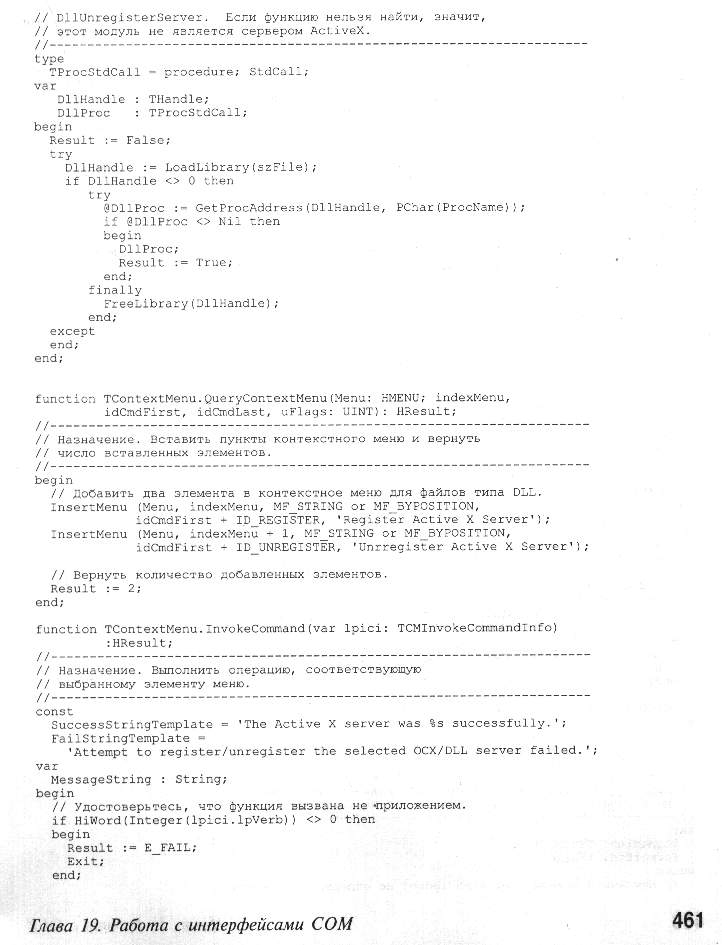 // DllUnregisterServer. Если функцию нельзя найти, значит,
// этот модуль не является сервером ActiveX.
//----------------------------------------------------------------------
type
TProcStdCall = procedure; StdCall;
var
DllHandle : THandle;
DllProc : TProcStdCall;
begin
Result := False;
try
DllHandle := LoadLibrary(szFile);
if DllHandle <> 0 then
try
@DllProc := GetProcAddress(DllHandle, PChar(ProcName));
if @DllProc <> Nil then
begin
DllProc;
Result := True;
end;
finally
FreeLibrary(DllHandle);
end;
except
end;
end;
function TContextMenu.QueryContextMenu(Menu: HMENU; indexMenu,
idCmdFirst, idCmdLast, uFlags: UINT): HResult;
//----------------------------------------------------------------------
// Назначение. Вставить пункты контекстного меню и вернуть
// число вставленных элементов.
//----------------------------------------------------------------------
begin
// Добавить два элемента в контекстное меню для файлов типа DLL.
InsertMenu (Menu, indexMenu, MF_STRING or MF_BYPOSITION,
idCmdFirst + ID_REGISTER, 'Register Active X Server');
InsertMenu (Menu, indexMenu + 1, MF_STRING or MF_BYPOSITION,
idCmdFirst + ID_UNREGISTER, 'Unrregister Active X Server');
// Вернуть количество добавленных элементов.
Result := 2;
end;
function TContextMenu.InvokeCommand(var lpici: TCMInvokeCommandInfo)
:HResult;
//----------------------------------------------------------------------
// Назначение. Выполнить операцию, соответствующую
// выбранному элементу меню.
//----------------------------------------------------------------------
const
SuccessStringTemplate = 'The Active X server was %s successfully.';
FailStringTemplate =
'Attempt to register/unregister the selected OCX/DLL server failed.';
var
MessageString : String;
begin
// Удостоверьтесь, что функция вызвана не приложением.
if HiWord(Integer(lpici.lpVerb)) <> 0 then
begin
Result := E_FAIL;
Exit;
end;
Глава 19. Работа с интерфейсами COM
461